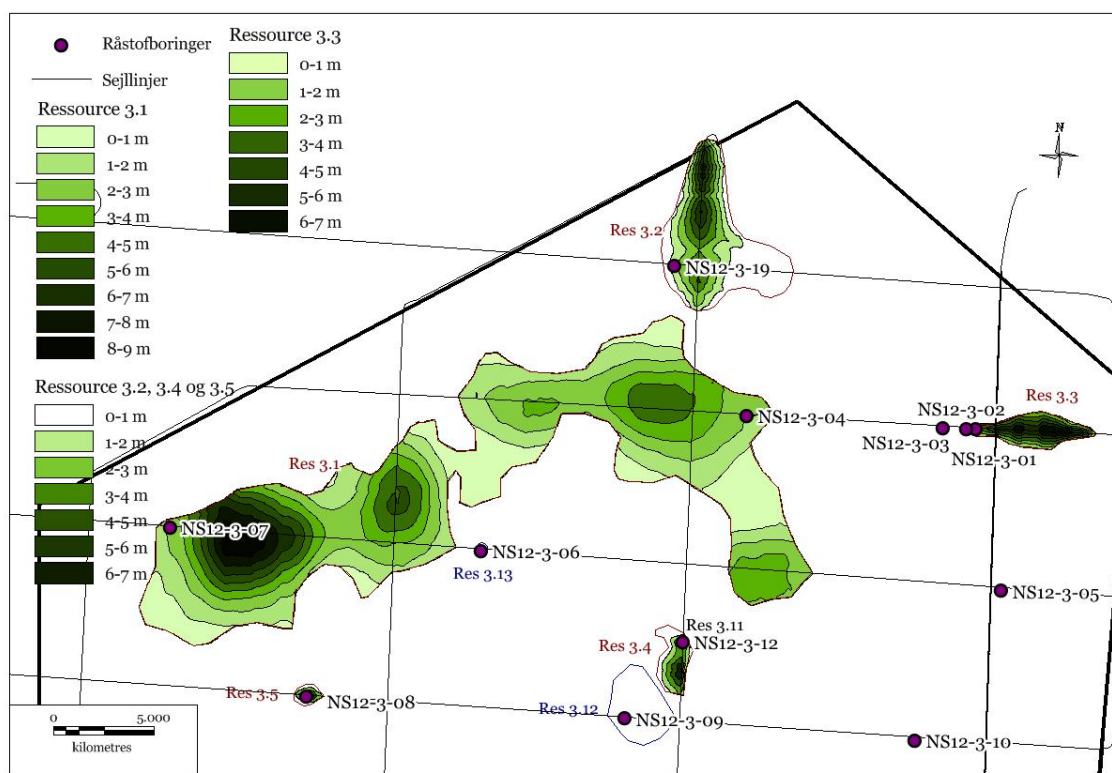 Råstofboringer
Sejllinjer
Ressource 3.1
0-1 m
1-2 m
2-3 m
3-4 m
4-5 m
5-6 m
6-7 m
7-8 m
8-9 m
Ressource 3.3
0-1 m
1-2 m
2-3 m
3-4 m
4-5 m
5-6 m
6-7 m
Ressource 3.2, 3.4 og 3.5
0-1 m
1-2 m
2-3 m
3-4 m
4-5 m
5-6 m
6-7 m
N
Res 3.2
NS12-3-19
Res 3.3
NS12-3-02
NS12-3-04
NS12-3-03
NS12-3-01
Res 3.1
NS12-3-07
NS12-3-06
Res 3.13
NS12-3-05
Res 3.11
Res 3.4
NS12-3-12
Res 3.5
NS12-3-08
Res 3.12
NS12-3-09
NS12-3-10
0
5.000
kilometres